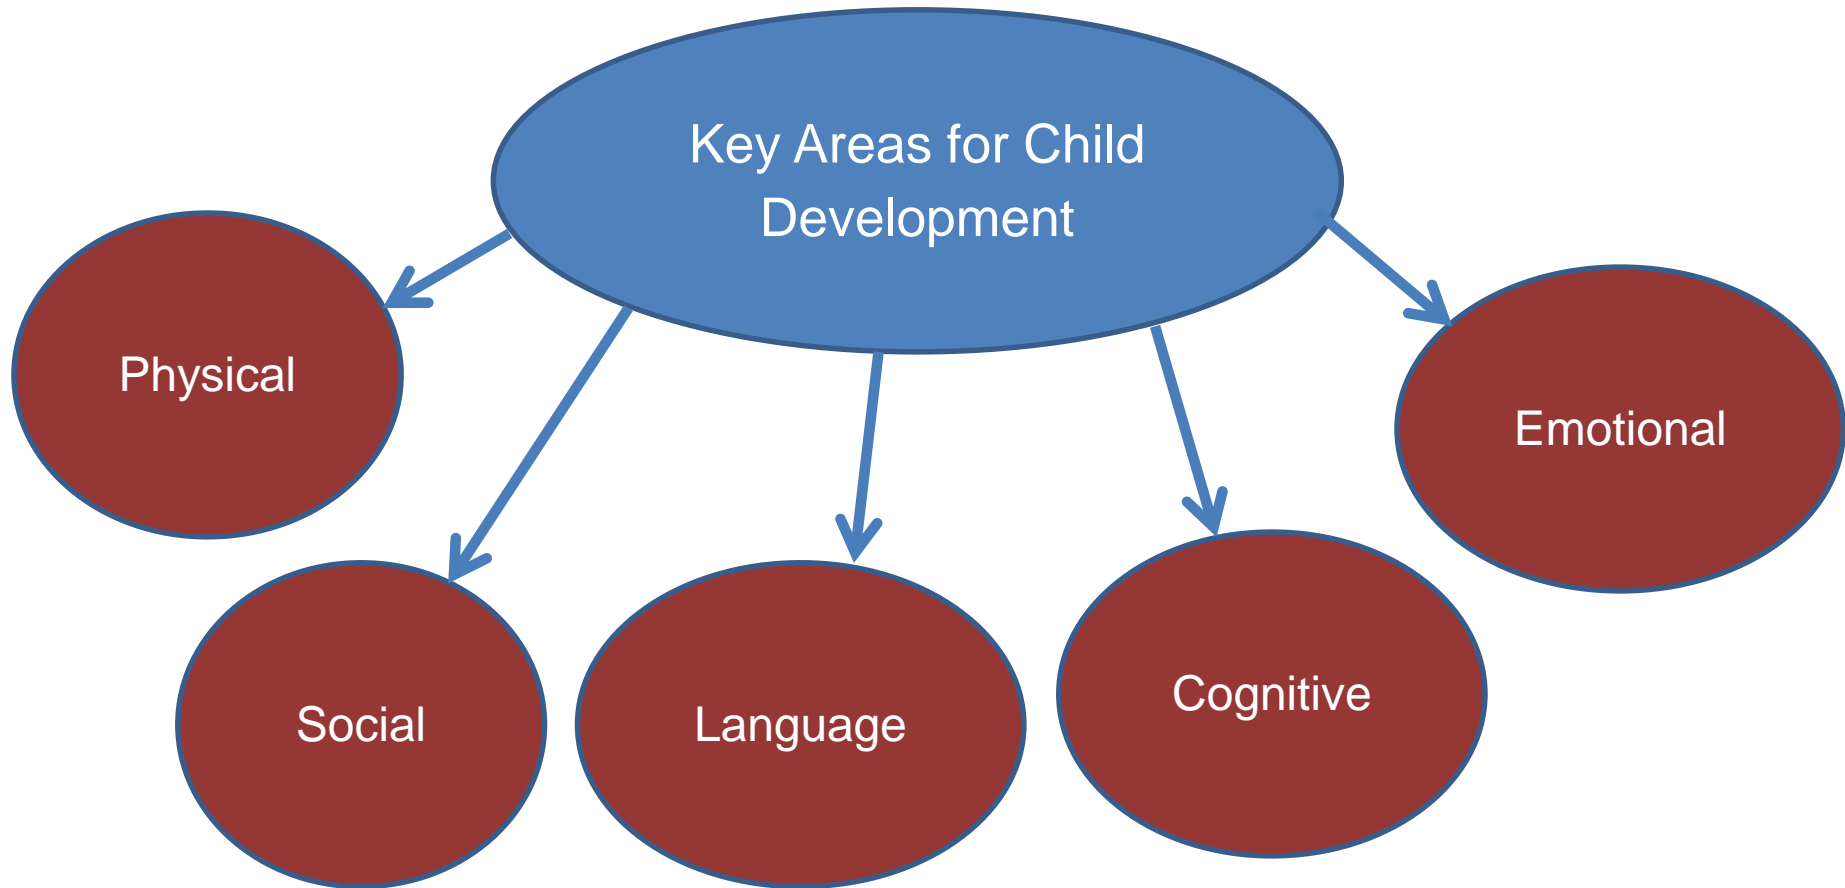 Key Areas for Child
Development
Physical
Social
Language
Cognitive
Emotional